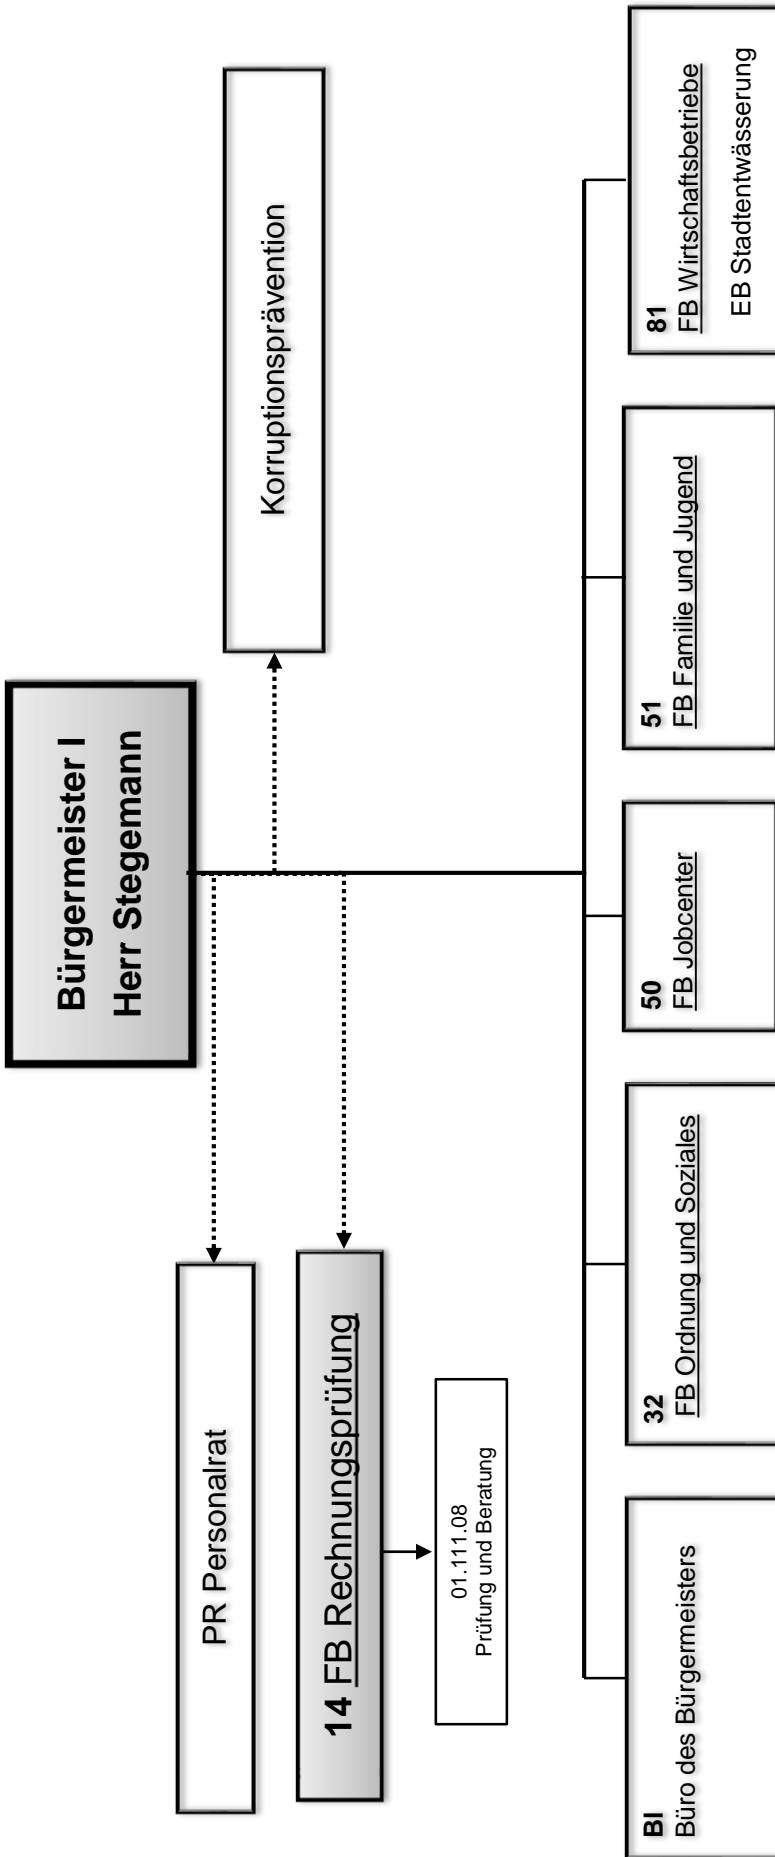 Bürgermeister I
Herr Stegemann
PR Personalrat
Korruptionsprävention
14 FB Rechnungsprüfung
01.111.08
Prüfung und Beratung
BI
Büro des Bürgermeisters
32
FB Ordnung und Soziales
50
FB Jobcenter
51
FB Familie und Jugend
81
FB Wirtschaftsbetriebe
EB Stadtentwässerung